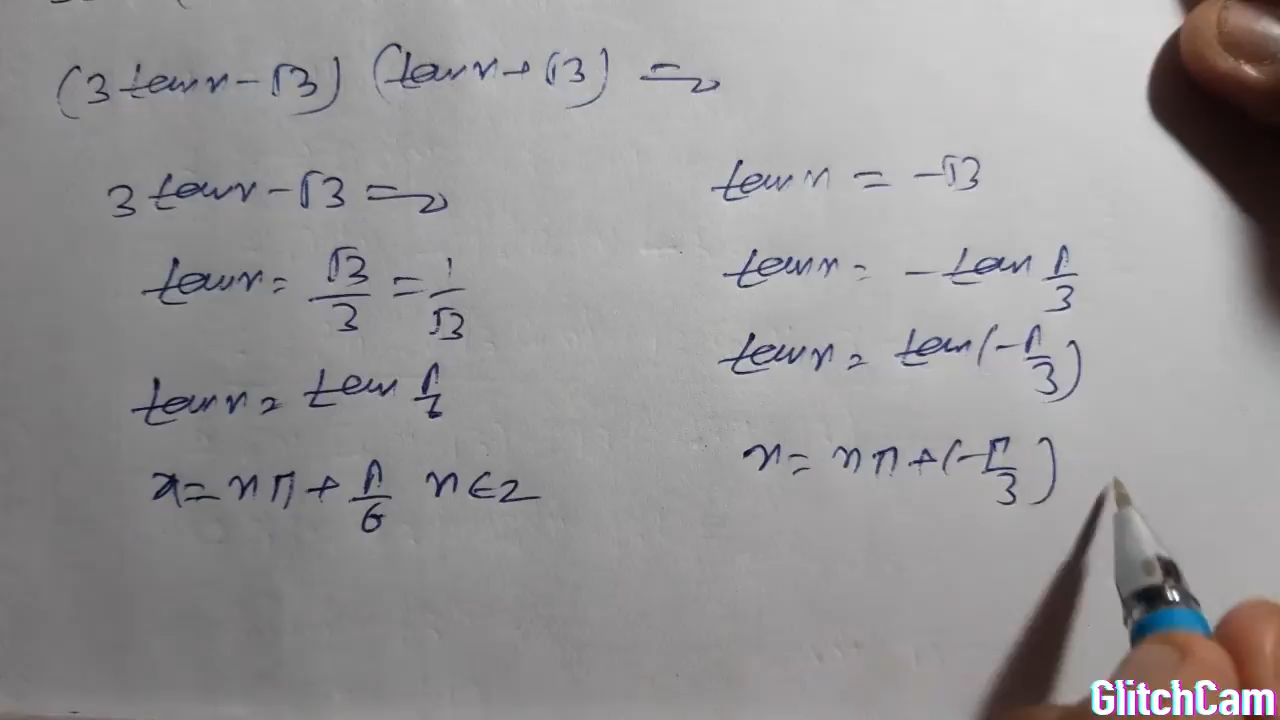 (3 tan x - √3) (tan x + √3) = 0
3 tan x - √3 = 0
tan x = √3/3 = 1/√3
tan x = tan π/6
x = nπ + π/6 n ∈ Z
tan x = -√3
tan x = - tan π/3
tan x = tan(-π/3)
x = nπ + (-π/3)
GlitchCam